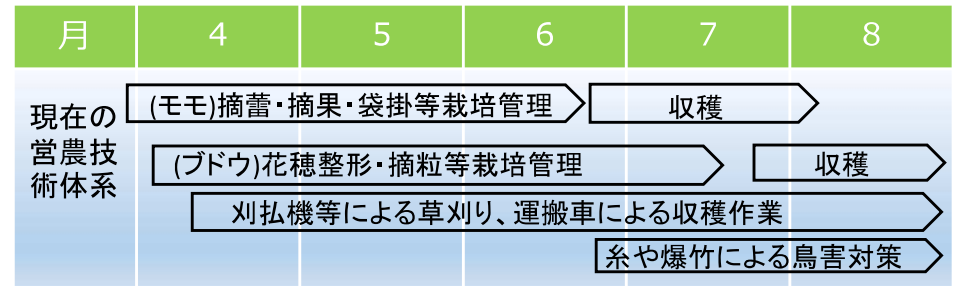 月 4 5 6 7 8
現在の
営農技
術体系
(モモ)摘蕾・摘果・袋掛等栽培管理 収穫
(ブドウ)花穂整形・摘粒等栽培管理 収穫
刈払機等による草刈り、運搬車による収穫作業
糸や爆竹による鳥害対策